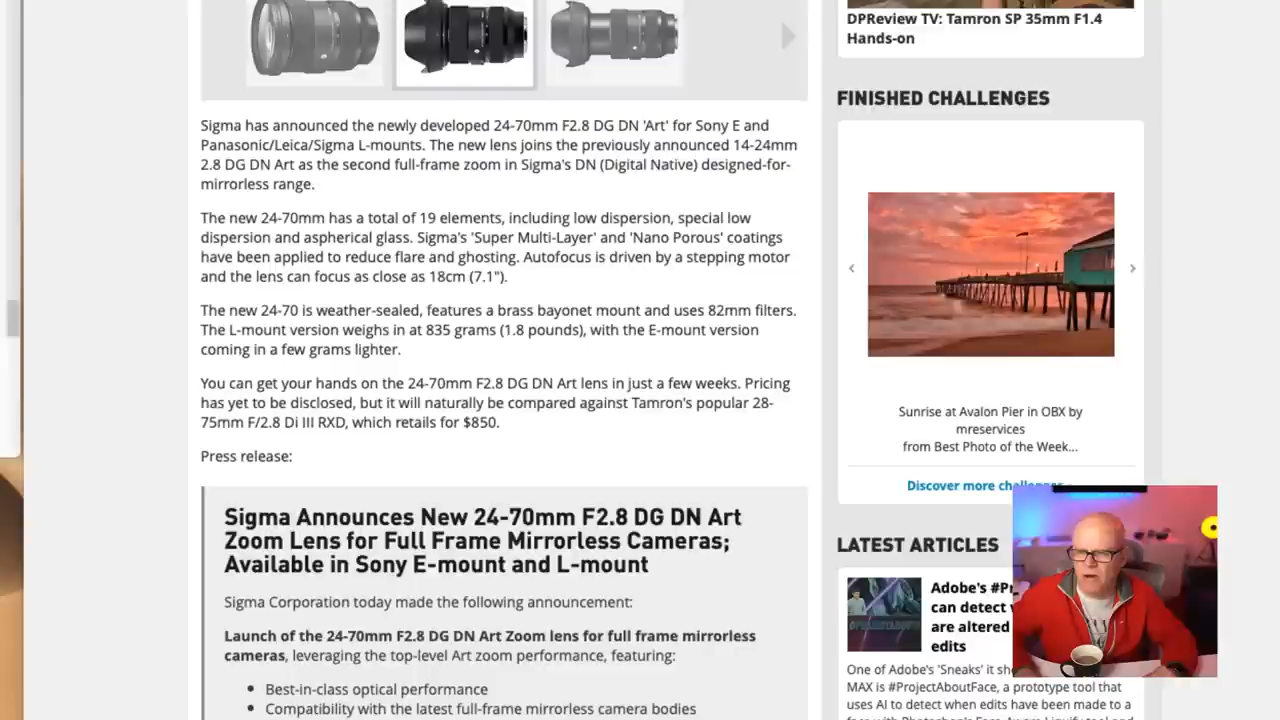 DPReview TV: Tamron SP 35mm F1.4
Hands-on
FINISHED CHALLENGES
Sigma has announced the newly developed 24-70mm F2.8 DG DN 'Art' for Sony E and
Panasonic/Leica/Sigma L-mounts. The new lens joins the previously announced 14-24mm
2.8 DG DN Art as the second full-frame zoom in Sigma's DN (Digital Native) designed-for-
mirrorless range.
The new 24-70mm has a total of 19 elements, including low dispersion, special low
dispersion and aspherical glass. Sigma's 'Super Multi-Layer' and 'Nano Porous' coatings
have been applied to reduce flare and ghosting. Autofocus is driven by a stepping motor
and the lens can focus as close as 18cm (7.1").
The new 24-70 is weather-sealed, features a brass bayonet mount and uses 82mm filters.
The L-mount version weighs in at 835 grams (1.8 pounds), with the E-mount version
coming in a few grams lighter.
You can get your hands on the 24-70mm F2.8 DG DN Art lens in just a few weeks. Pricing
has yet to be disclosed, but it will naturally be compared against Tamron's popular 28-
75mm F/2.8 Di III RXD, which retails for $850.
Press release:
Sigma Announces New 24-70mm F2.8 DG DN Art
Zoom Lens for Full Frame Mirrorless Cameras;
Available in Sony E-mount and L-mount
Sigma Corporation today made the following announcement:
Launch of the 24-70mm F2.8 DG DN Art Zoom lens for full frame mirrorless
cameras, leveraging the top-level Art zoom performance, featuring:
Best-in-class optical performance
Compatibility with the latest full-frame mirrorless camera bodies
Sunrise at Avalon Pier in OBX by
mreservices
from Best Photo of the Week...
Discover more challenges
LATEST ARTICLES
Adobe's
can detect
are altered
edits
One of Adobe's 'Sneaks' it
MAX is #ProjectAboutFace, a prototype tool that
uses AI to detect when edits have been made to a